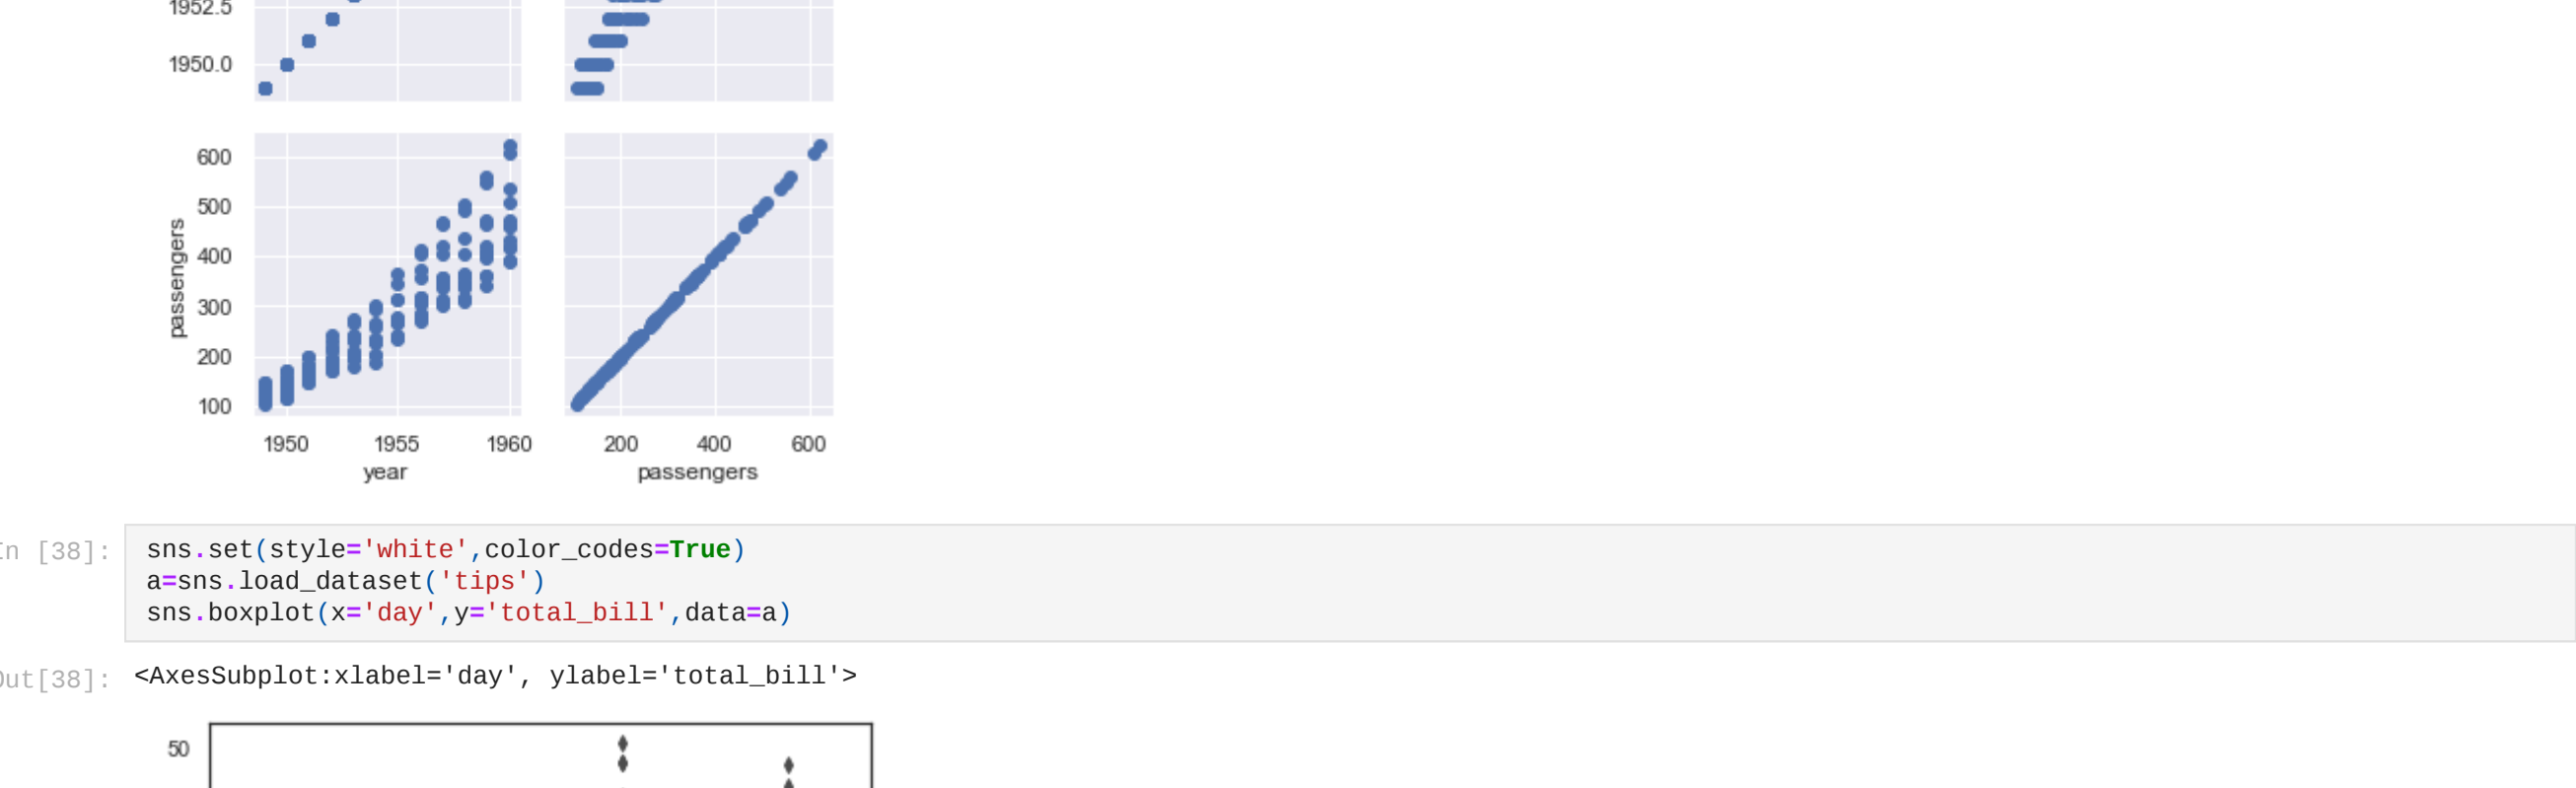 1952.5
1950.0
600
500
400
300
200
100
passengers
1950 1955 1960
year
200 400 600
passengers
In [38]:
sns.set(style='white',color_codes=True)
a=sns.load_dataset('tips')
sns.boxplot(x='day',y='total_bill',data=a)
Out[38]:
<AxesSubplot:xlabel='day', ylabel='total_bill'>
50